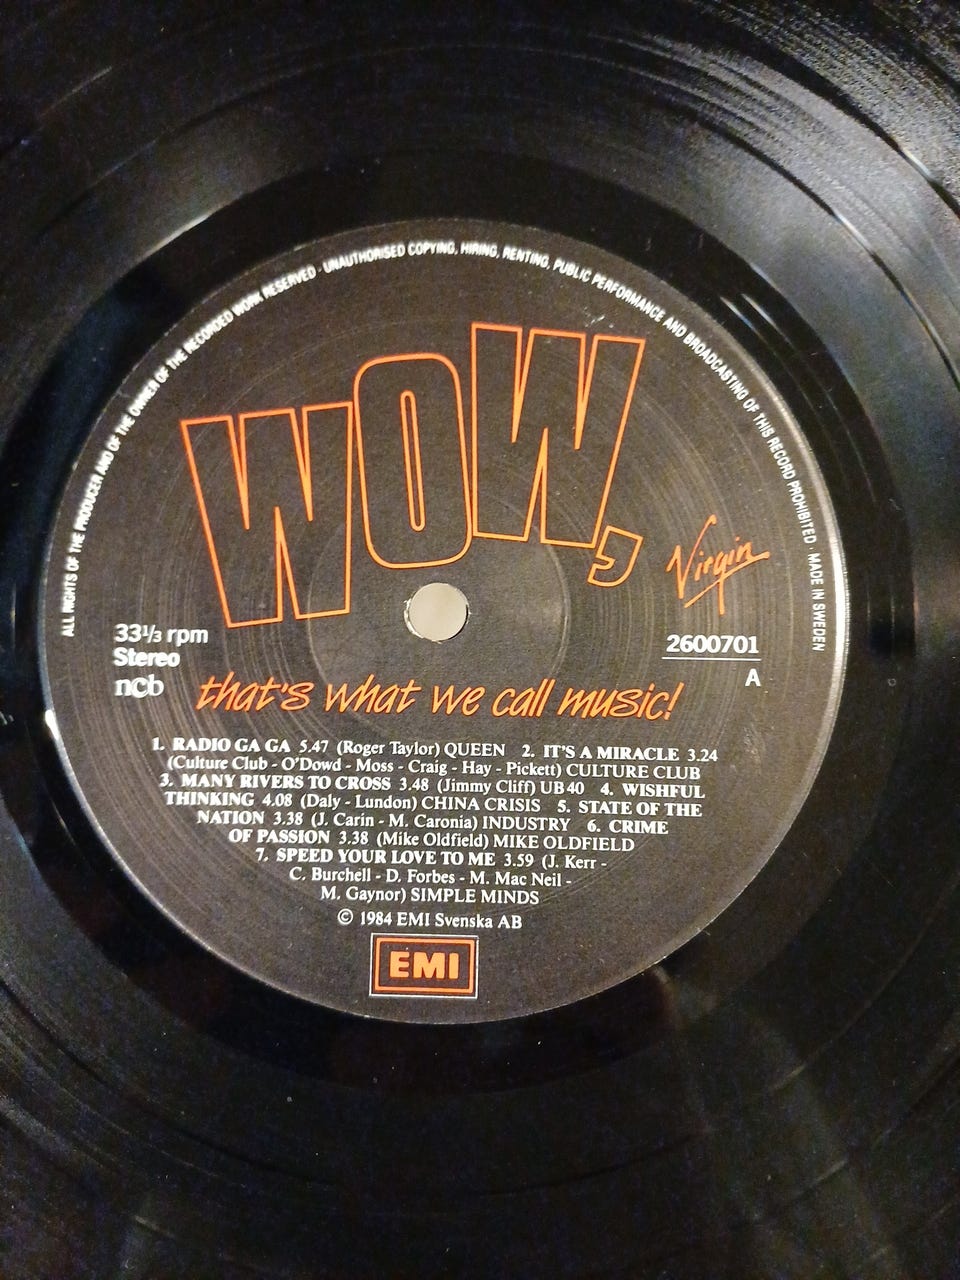 ALL RIGHTS OF THE PRODUCER AND OF THE OWNER OF THE RECORDED WORK RESERVED · UNAUTHORISED COPYING, HIRING, RENTING, PUBLIC PERFORMANCE AND BROADCASTING OF THIS RECORD PROHIBITED · MADE IN SWEDEN
WOW,
Virgin
33⅓ rpm
Stereo
ncb
2600701
A
that's what we call music!
1. RADIO GA GA 5.47 (Roger Taylor) QUEEN 2. IT'S A MIRACLE 3.24
(Culture Club - O'Dowd - Moss - Craig - Hay - Pickett) CULTURE CLUB
3. MANY RIVERS TO CROSS 3.48 (Jimmy Cliff) UB40 4. WISHFUL
THINKING 4.08 (Daly - Lundon) CHINA CRISIS 5. STATE OF THE
NATION 3.38 (J. Carin - M. Caronia) INDUSTRY 6. CRIME
OF PASSION 3.38 (Mike Oldfield) MIKE OLDFIELD
7. SPEED YOUR LOVE TO ME 3.59 (J. Kerr -
C. Burchell - D. Forbes - M. Mac Neil -
M. Gaynor) SIMPLE MINDS
© 1984 EMI Svenska AB
EMI